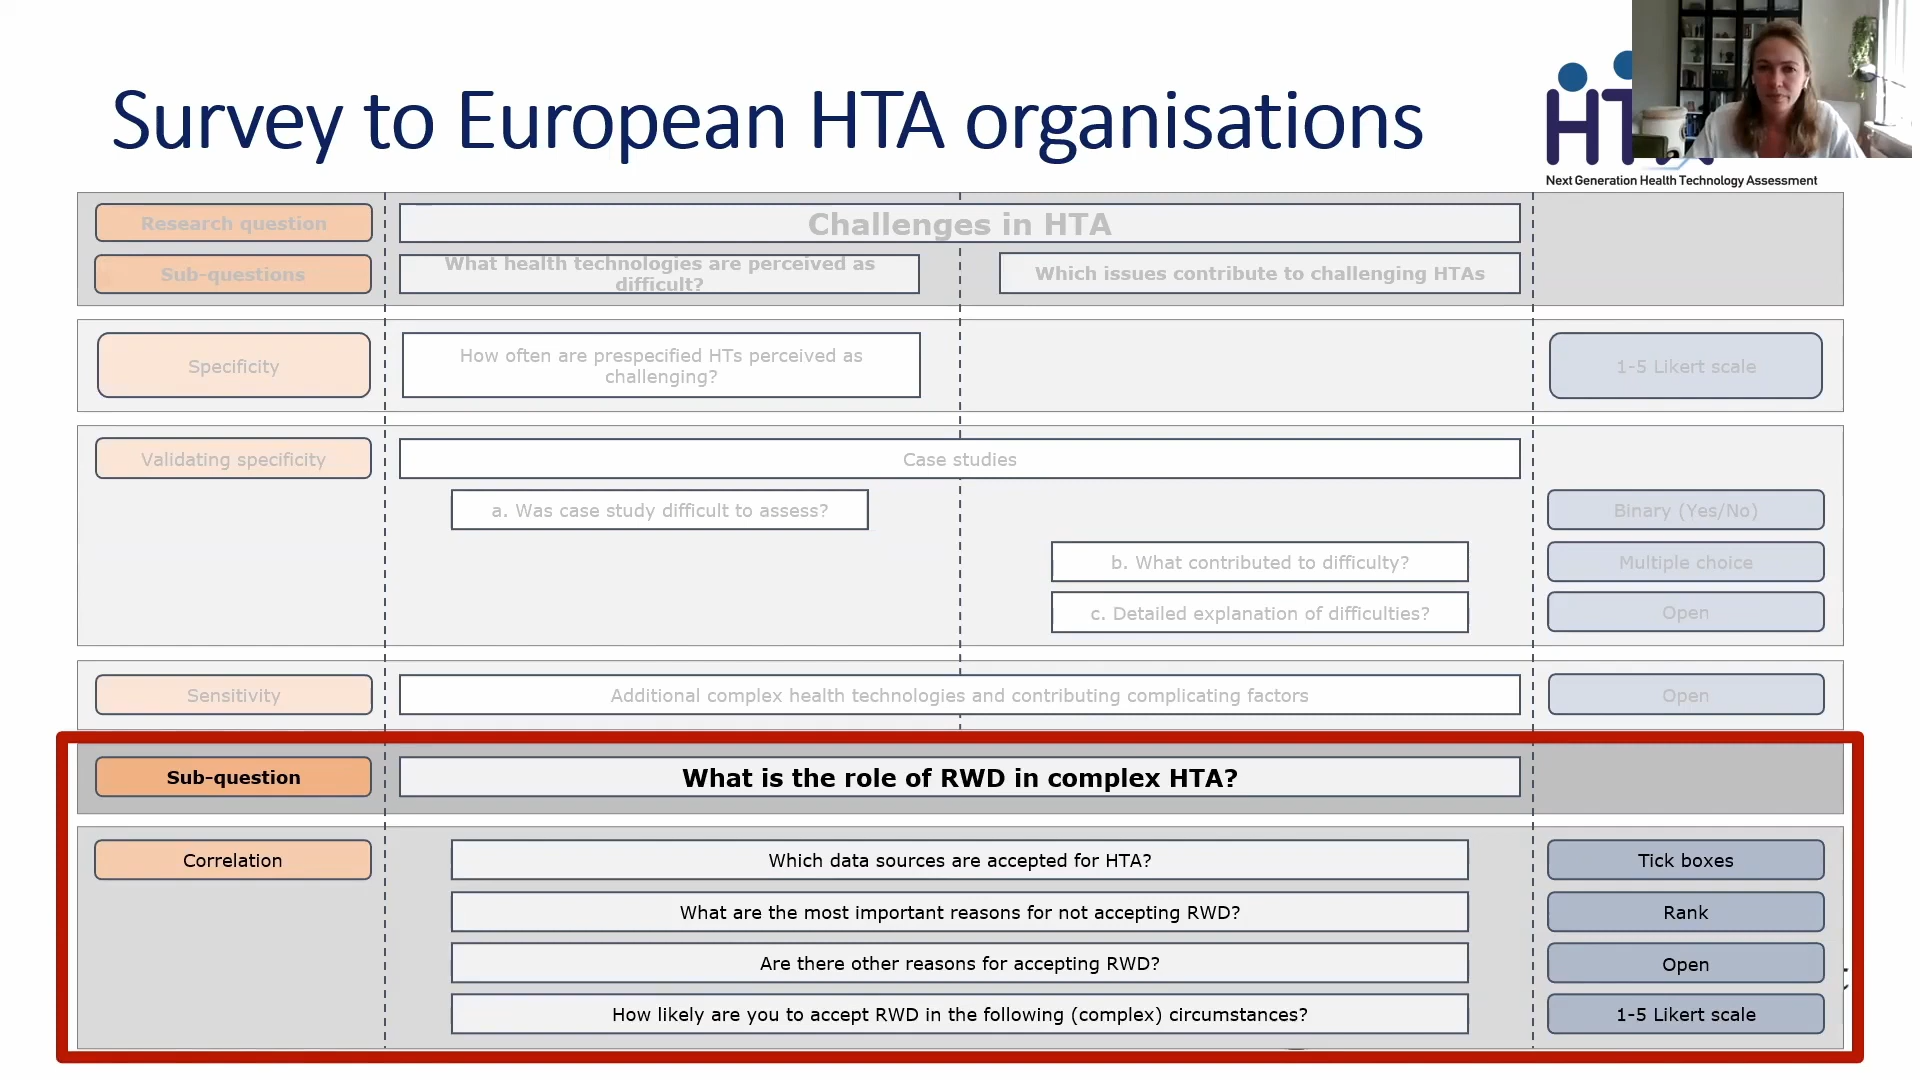 Survey to European HTA organisations
Next Generation Health Technology Assessment
Research question
Challenges in HTA
Sub-questions
What health technologies are perceived as
difficult?
Which issues contribute to challenging HTAs
Specificity
How often are prespecified HTs perceived as
challenging?
1-5 Likert scale
Validating specificity
Case studies
a. Was case study difficult to assess?
Binary (Yes/No)
b. What contributed to difficulty?
Multiple choice
c. Detailed explanation of difficulties?
Open
Sensitivity
Additional complex health technologies and contributing complicating factors
Open
Sub-question
What is the role of RWD in complex HTA?
Correlation
Which data sources are accepted for HTA?
Tick boxes
What are the most important reasons for not accepting RWD?
Rank
Are there other reasons for accepting RWD?
Open
How likely are you to accept RWD in the following (complex) circumstances?
1-5 Likert scale